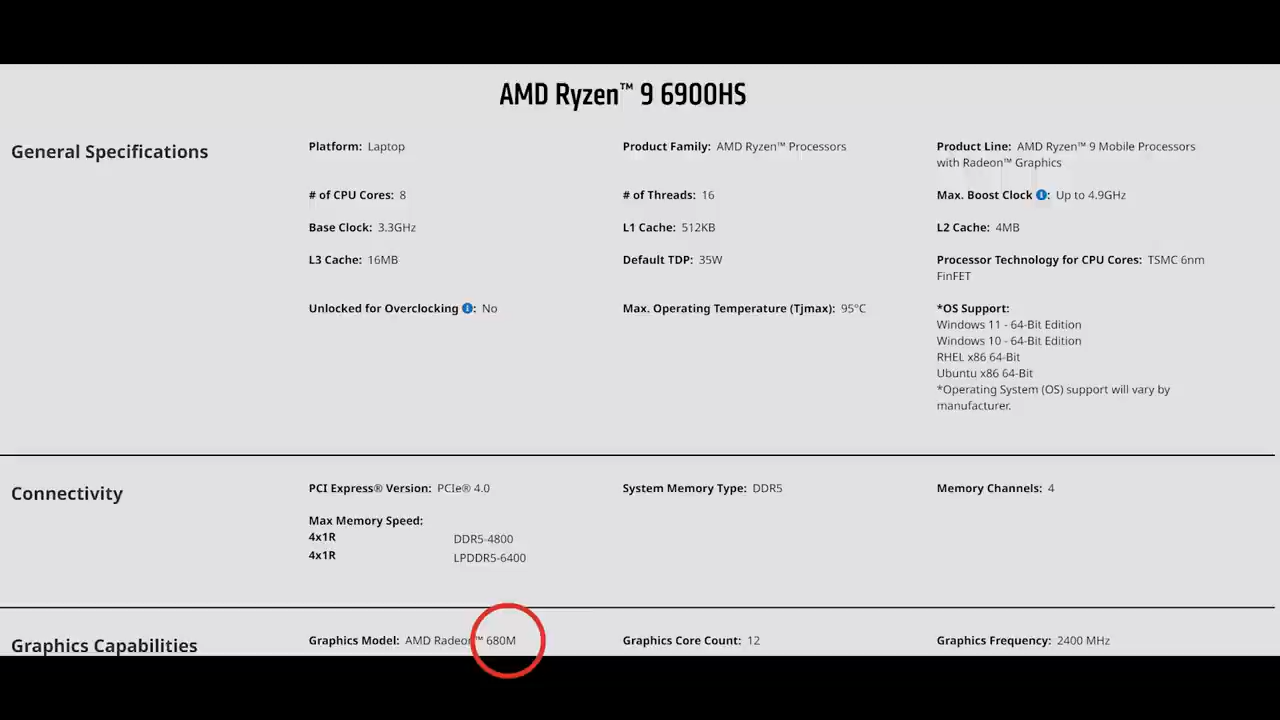 AMD Ryzen™ 9 6900HS
General Specifications
Platform: Laptop
Product Family: AMD Ryzen™ Processors
Product Line: AMD Ryzen™ 9 Mobile Processors
with Radeon™ Graphics
# of CPU Cores: 8
# of Threads: 16
Max. Boost Clock i: Up to 4.9GHz
Base Clock: 3.3GHz
L1 Cache: 512KB
L2 Cache: 4MB
L3 Cache: 16MB
Default TDP: 35W
Processor Technology for CPU Cores: TSMC 6nm
FinFET
Unlocked for Overclocking i: No
Max. Operating Temperature (Tjmax): 95°C
*OS Support:
Windows 11 - 64-Bit Edition
Windows 10 - 64-Bit Edition
RHEL x86 64-Bit
Ubuntu x86 64-Bit
*Operating System (OS) support will vary by
manufacturer.
Connectivity
PCI Express® Version: PCIe® 4.0
System Memory Type: DDR5
Memory Channels: 4
Max Memory Speed:
4x1R DDR5-4800
4x1R LPDDR5-6400
Graphics Capabilities
Graphics Model: AMD Radeon™ 680M
Graphics Core Count: 12
Graphics Frequency: 2400 MHz